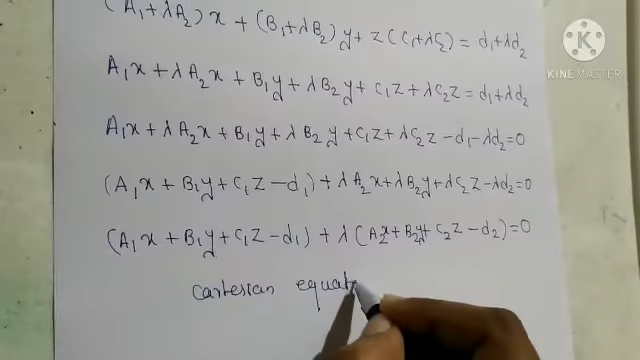 (A₁+λA₂)x + (B₁+λB₂)y + z(C₁+λC₂) = d₁+λd₂
A₁x + λA₂x + B₁y + λB₂y + C₁z + λC₂z = d₁+λd₂
A₁x + λA₂x + B₁y + λB₂y + C₁z + λC₂z - d₁ - λd₂ = 0
(A₁x + B₁y + C₁z - d₁) + λA₂x + λB₂y + λC₂z - λd₂ = 0
(A₁x + B₁y + C₁z - d₁) + λ(A₂x + B₂y + C₂z - d₂) = 0
cartesian equat
KINEMASTER